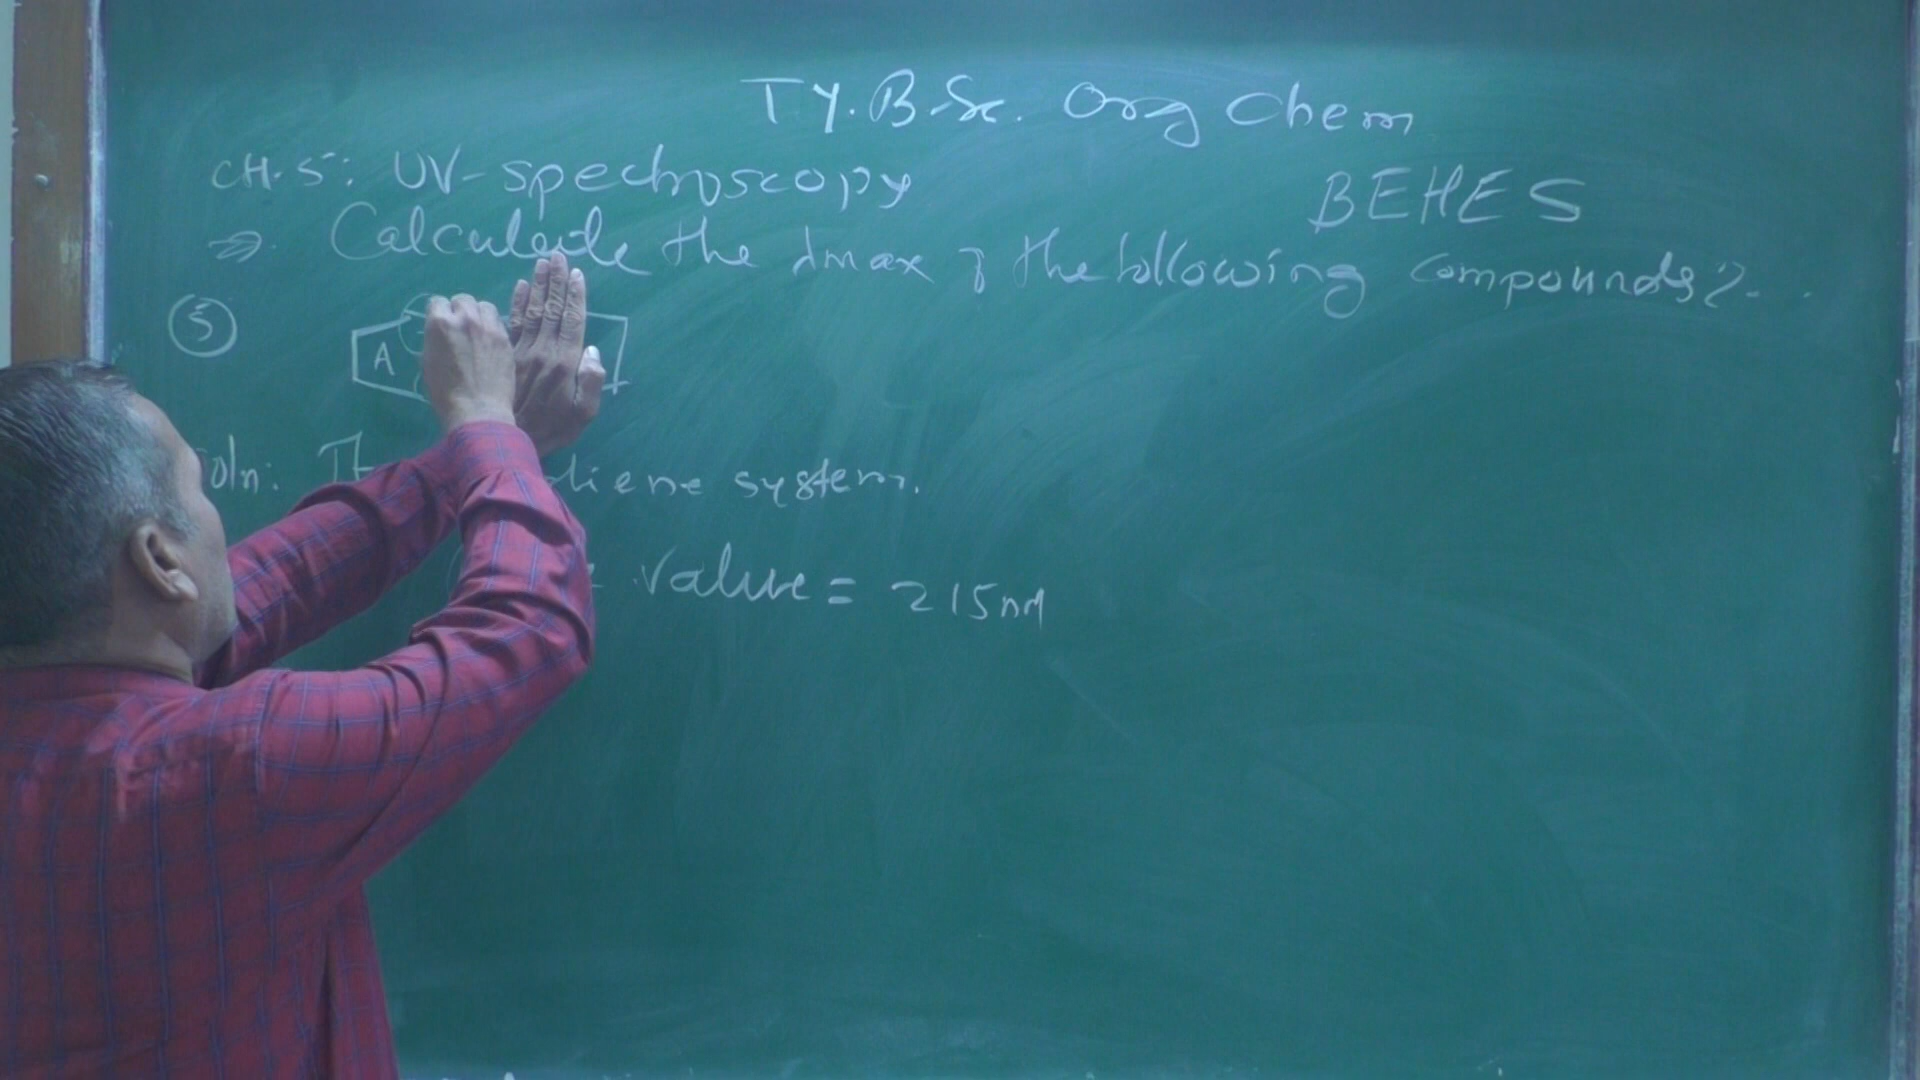 T.Y.B.Sc. Org Chem
CH.5: UV-spectroscopy
BEHES
⇒ Calculate the λmax of the following compounds?
5
A
Soln: diene system.
value = 215nm